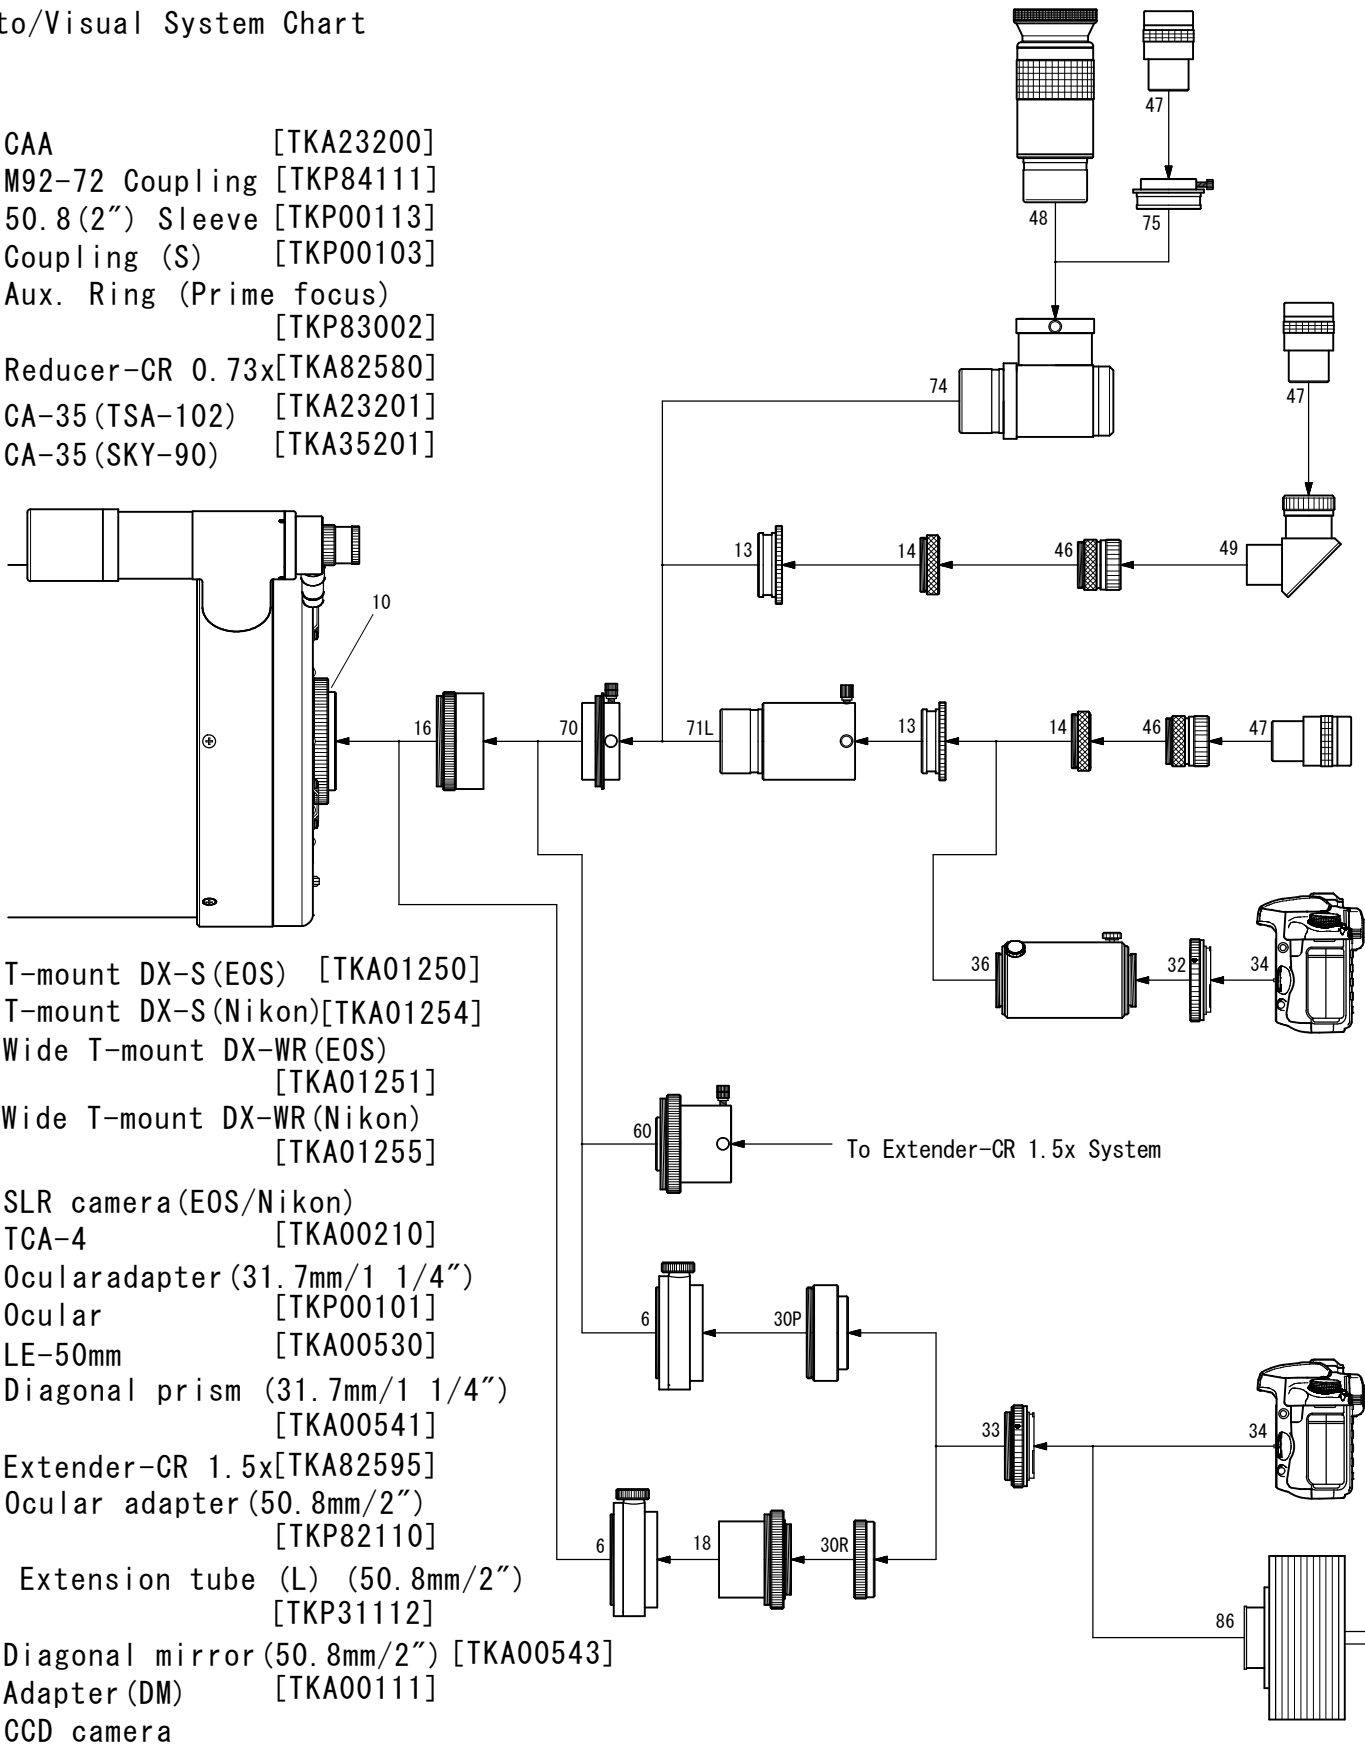 to/Visual System Chart
CAA [TKA23200]
M92-72 Coupling [TKP84111]
50.8(2″) Sleeve [TKP00113]
Coupling (S) [TKP00103]
Aux. Ring (Prime focus)
[TKP83002]
Reducer-CR 0.73x[TKA82580]
CA-35(TSA-102) [TKA23201]
CA-35(SKY-90) [TKA35201]
47
48
75
74
47
13
14
46
49
10
16
70
71L
13
14
46
47
36
32
34
T-mount DX-S(EOS) [TKA01250]
T-mount DX-S(Nikon)[TKA01254]
Wide T-mount DX-WR(EOS)
[TKA01251]
Wide T-mount DX-WR(Nikon)
[TKA01255]
60
To Extender-CR 1.5x System
SLR camera(EOS/Nikon)
TCA-4 [TKA00210]
Ocularadapter(31.7mm/1 1/4″)
Ocular [TKP00101]
LE-50mm [TKA00530]
Diagonal prism (31.7mm/1 1/4″)
[TKA00541]
Extender-CR 1.5x[TKA82595]
Ocular adapter(50.8mm/2″)
[TKP82110]
Extension tube (L) (50.8mm/2″)
[TKP31112]
Diagonal mirror(50.8mm/2″) [TKA00543]
Adapter(DM) [TKA00111]
CCD camera
6
30P
33
34
6
18
30R
86